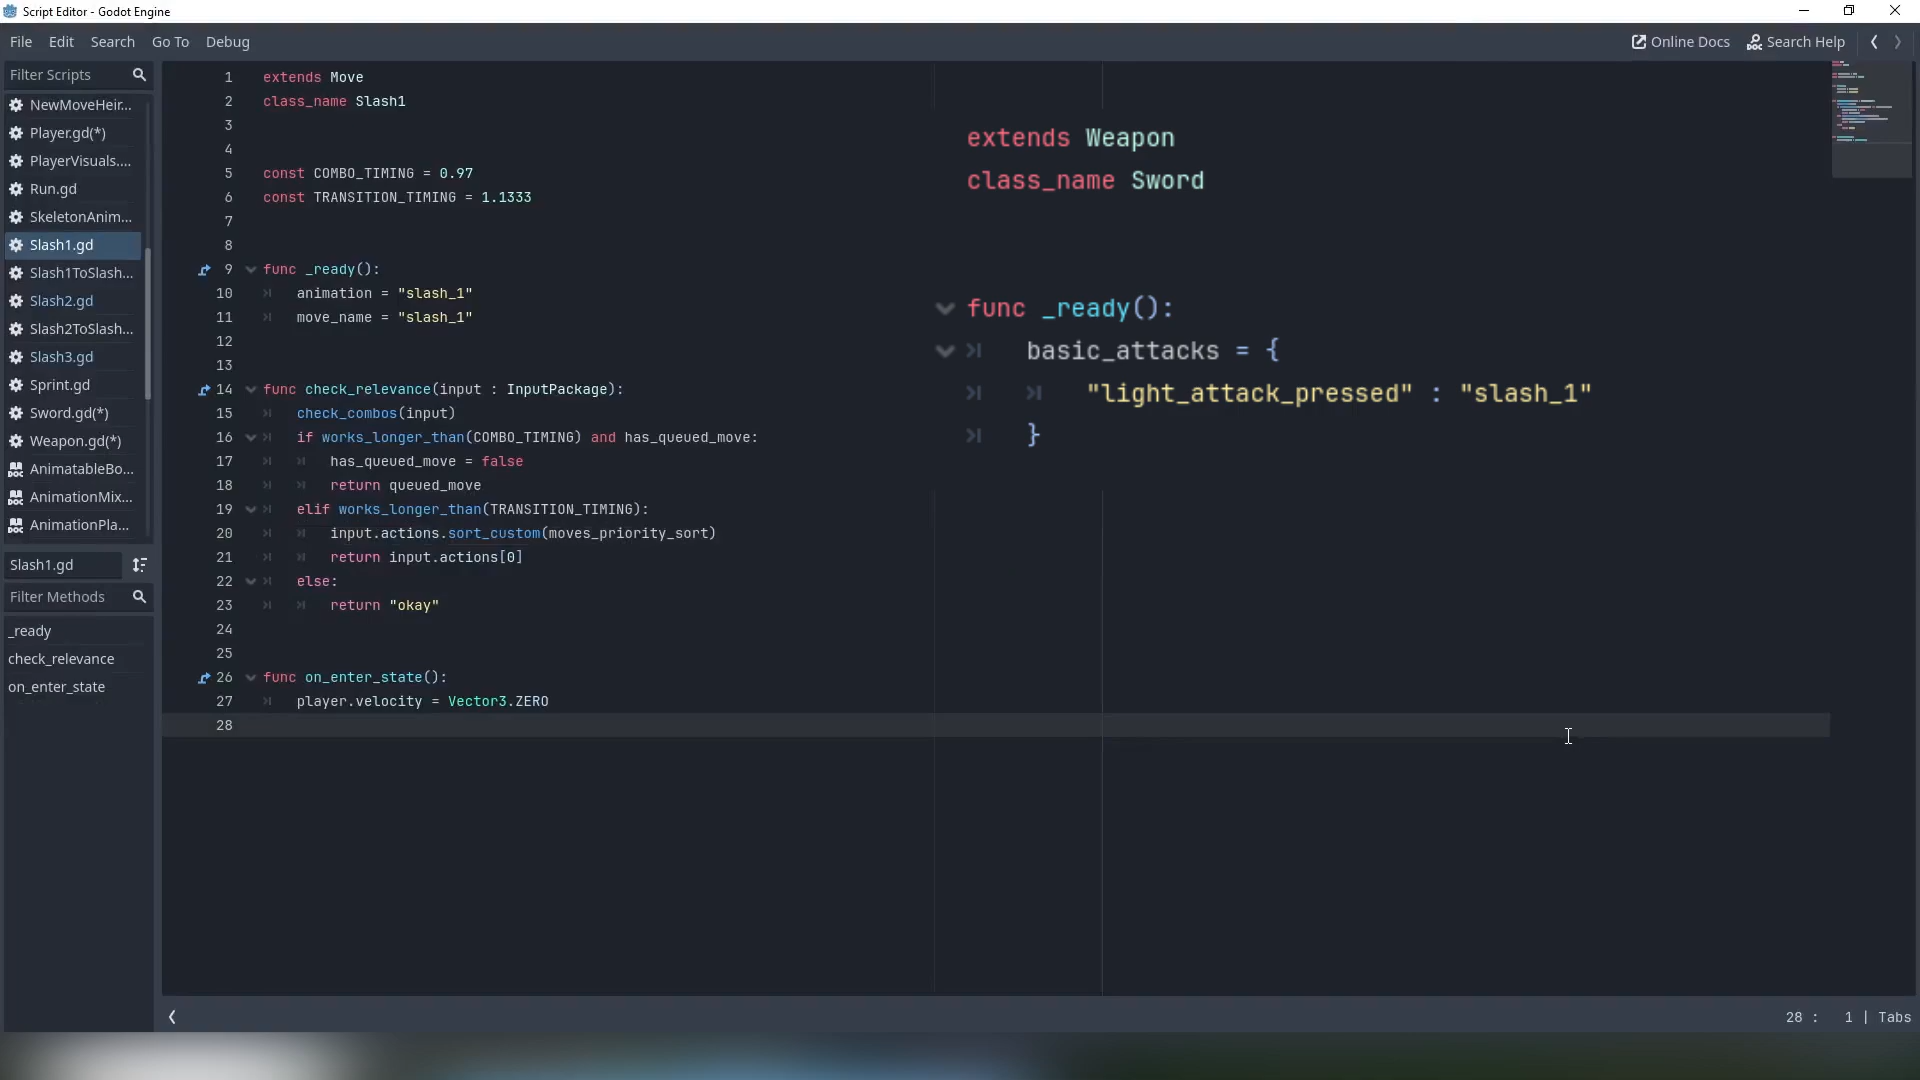 Script Editor - Godot Engine
File Edit Search Go To Debug
Online Docs Search Help
Filter Scripts
NewMoveHeir...
Player.gd(*)
PlayerVisuals....
Run.gd
SkeletonAnim...
Slash1.gd
Slash1ToSlash...
Slash2.gd
Slash2ToSlash...
Slash3.gd
Sprint.gd
Sword.gd(*)
Weapon.gd(*)
AnimatableBo...
AnimationMix...
AnimationPla...
Slash1.gd
Filter Methods
_ready
check_relevance
on_enter_state
1 extends Move
2 class_name Slash1
3
4
5 const COMBO_TIMING = 0.97
6 const TRANSITION_TIMING = 1.1333
7
8
9 func _ready():
10 animation = "slash_1"
11 move_name = "slash_1"
12
13
14 func check_relevance(input : InputPackage):
15 check_combos(input)
16 if works_longer_than(COMBO_TIMING) and has_queued_move:
17 has_queued_move = false
18 return queued_move
19 elif works_longer_than(TRANSITION_TIMING):
20 input.actions.sort_custom(moves_priority_sort)
21 return input.actions[0]
22 else:
23 return "okay"
24
25
26 func on_enter_state():
27 player.velocity = Vector3.ZERO
28
extends Weapon
class_name Sword
func _ready():
basic_attacks = {
"light_attack_pressed" : "slash_1"
}
28 : 1 | Tabs